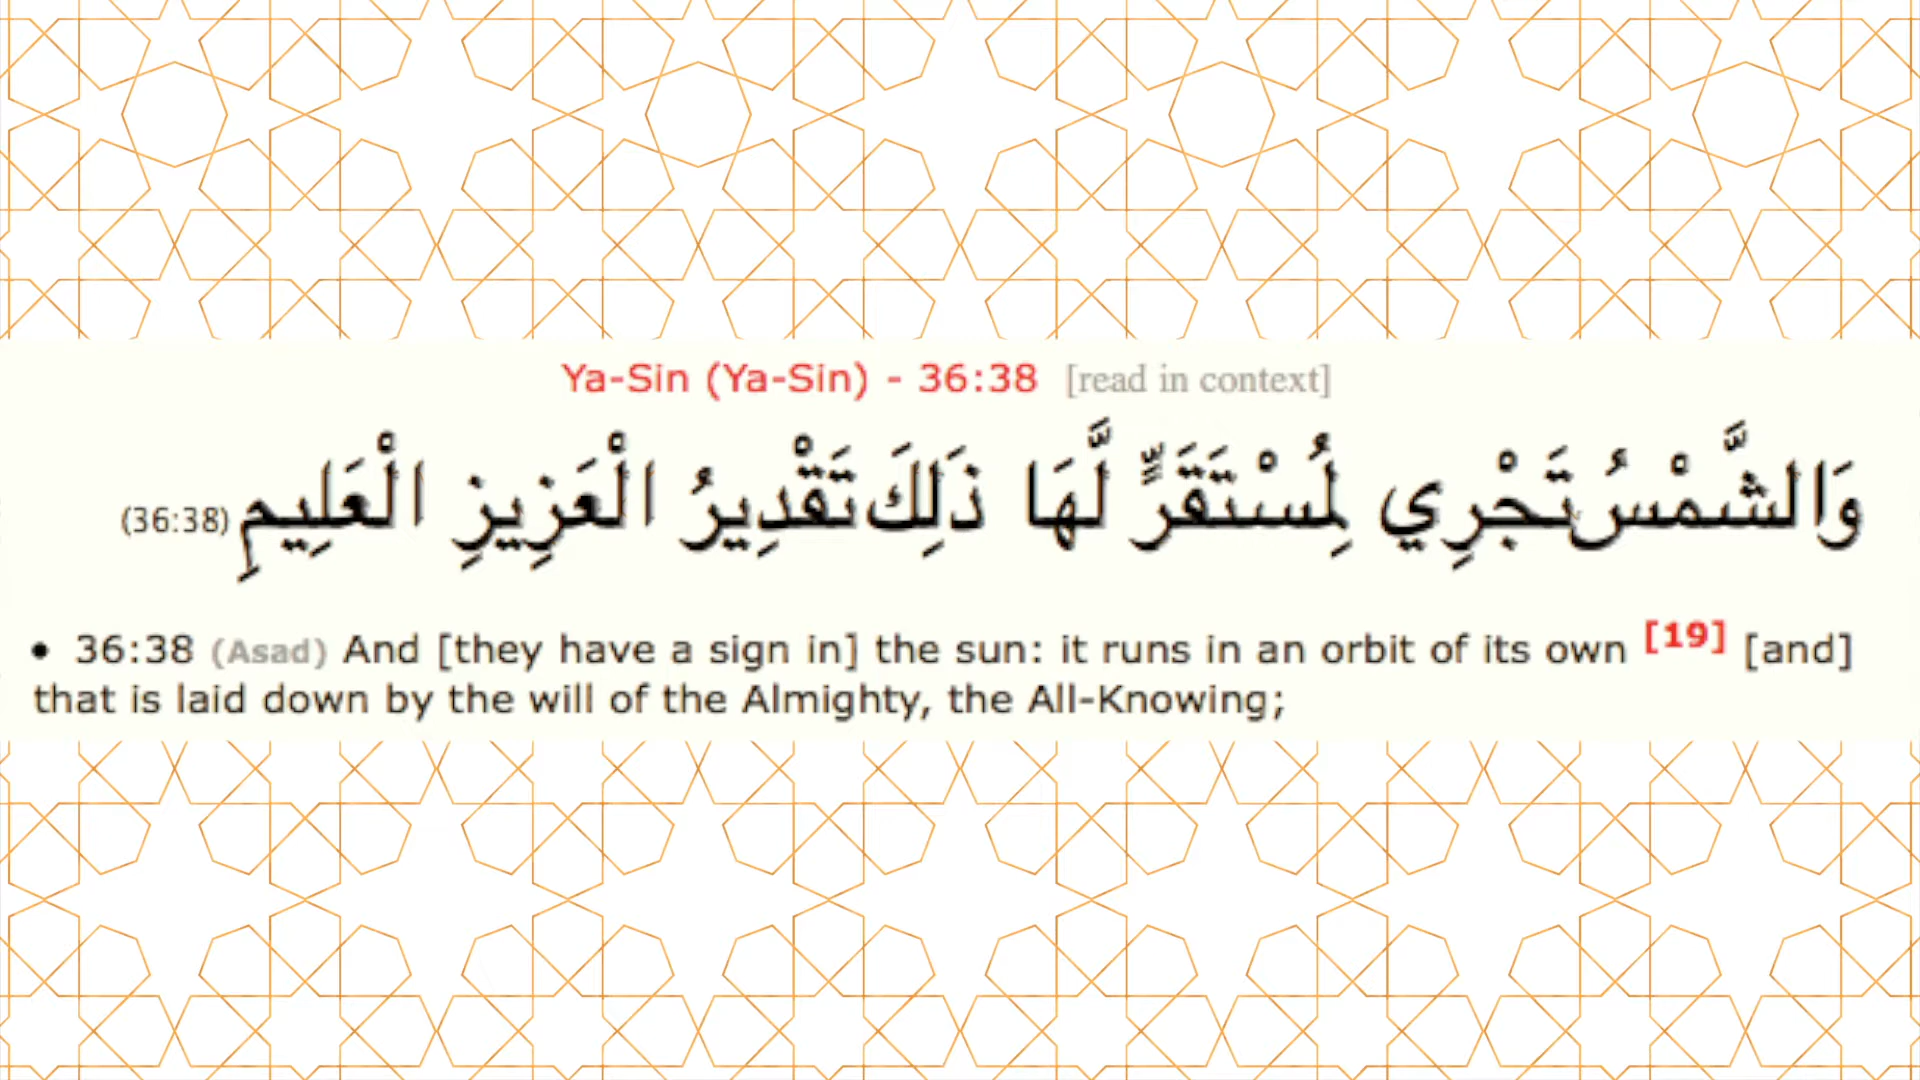 Ya-Sin (Ya-Sin) - 36:38 [read in context]
وَالشَّمْسُ تَجْرِي لِمُسْتَقَرٍّ لَّهَا ذَلِكَ تَقْدِيرُ الْعَزِيزِ الْعَلِيمِ (36:38)
• 36:38 (Asad) And [they have a sign in] the sun: it runs in an orbit of its own [19] [and]
that is laid down by the will of the Almighty, the All-Knowing;